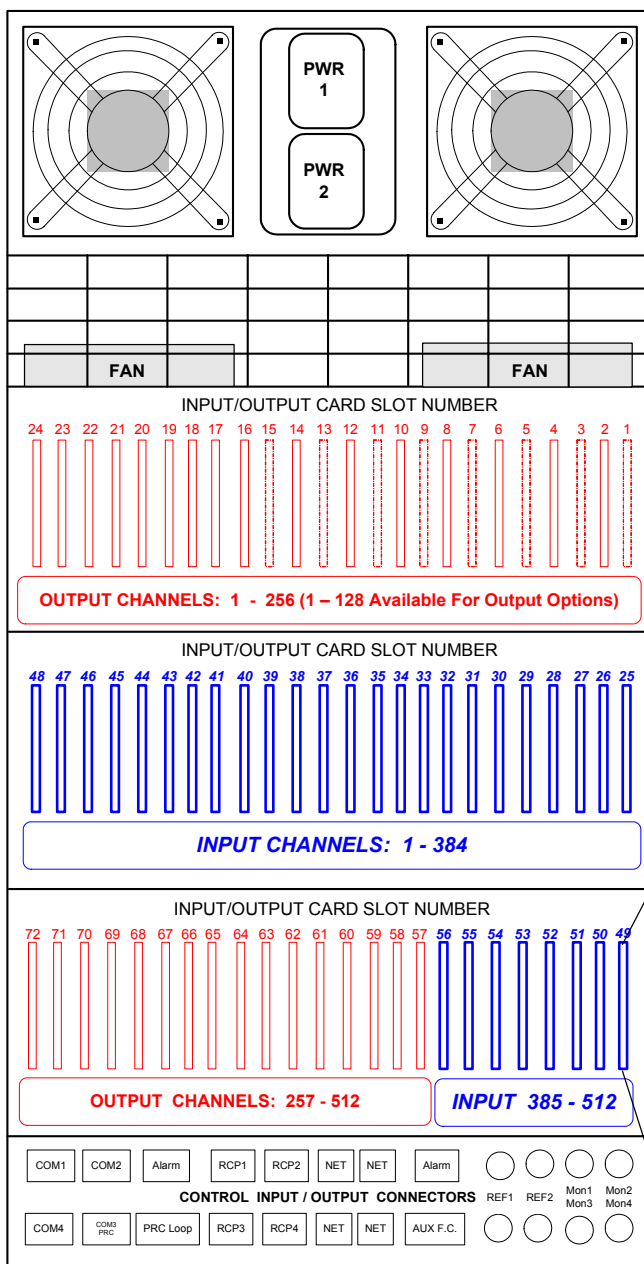 PWR
1
PWR
2
FAN FAN
INPUT/OUTPUT CARD SLOT NUMBER
24 23 22 21 20 19 18 17 16 15 14 13 12 11 10 9 8 7 6 5 4 3 2 1
OUTPUT CHANNELS: 1 - 256 (1 – 128 Available For Output Options)
INPUT/OUTPUT CARD SLOT NUMBER
48 47 46 45 44 43 42 41 40 39 38 37 36 35 34 33 32 31 30 29 28 27 26 25
INPUT CHANNELS: 1 - 384
INPUT/OUTPUT CARD SLOT NUMBER
72 71 70 69 68 67 66 65 64 63 62 61 60 59 58 57 56 55 54 53 52 51 50 49
OUTPUT CHANNELS: 257 - 512 INPUT 385 - 512
COM1 COM2 Alarm RCP1 RCP2 NET NET Alarm
CONTROL INPUT / OUTPUT CONNECTORS REF1 REF2 Mon1 Mon2
Mon3 Mon4
COM4 COM3 PRC Loop RCP3 RCP4 NET NET AUX F.C.
PRC